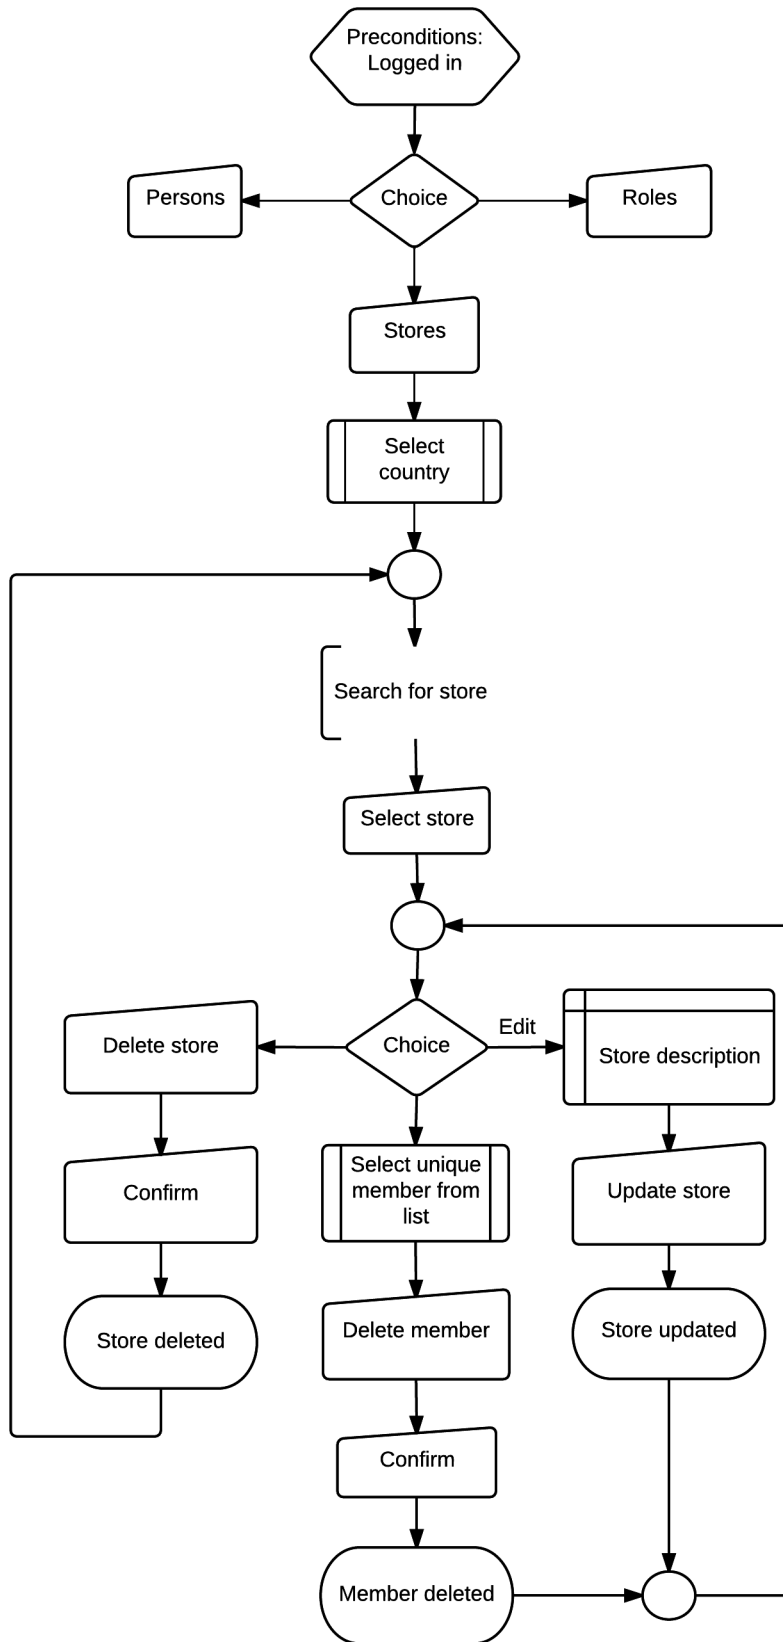 Preconditions:
Logged in
Persons
Choice
Roles
Stores
Select
country
Search for store
Select store
Delete store
Choice
Edit
Store description
Confirm
Select unique
member from
list
Update store
Store deleted
Delete member
Store updated
Confirm
Member deleted